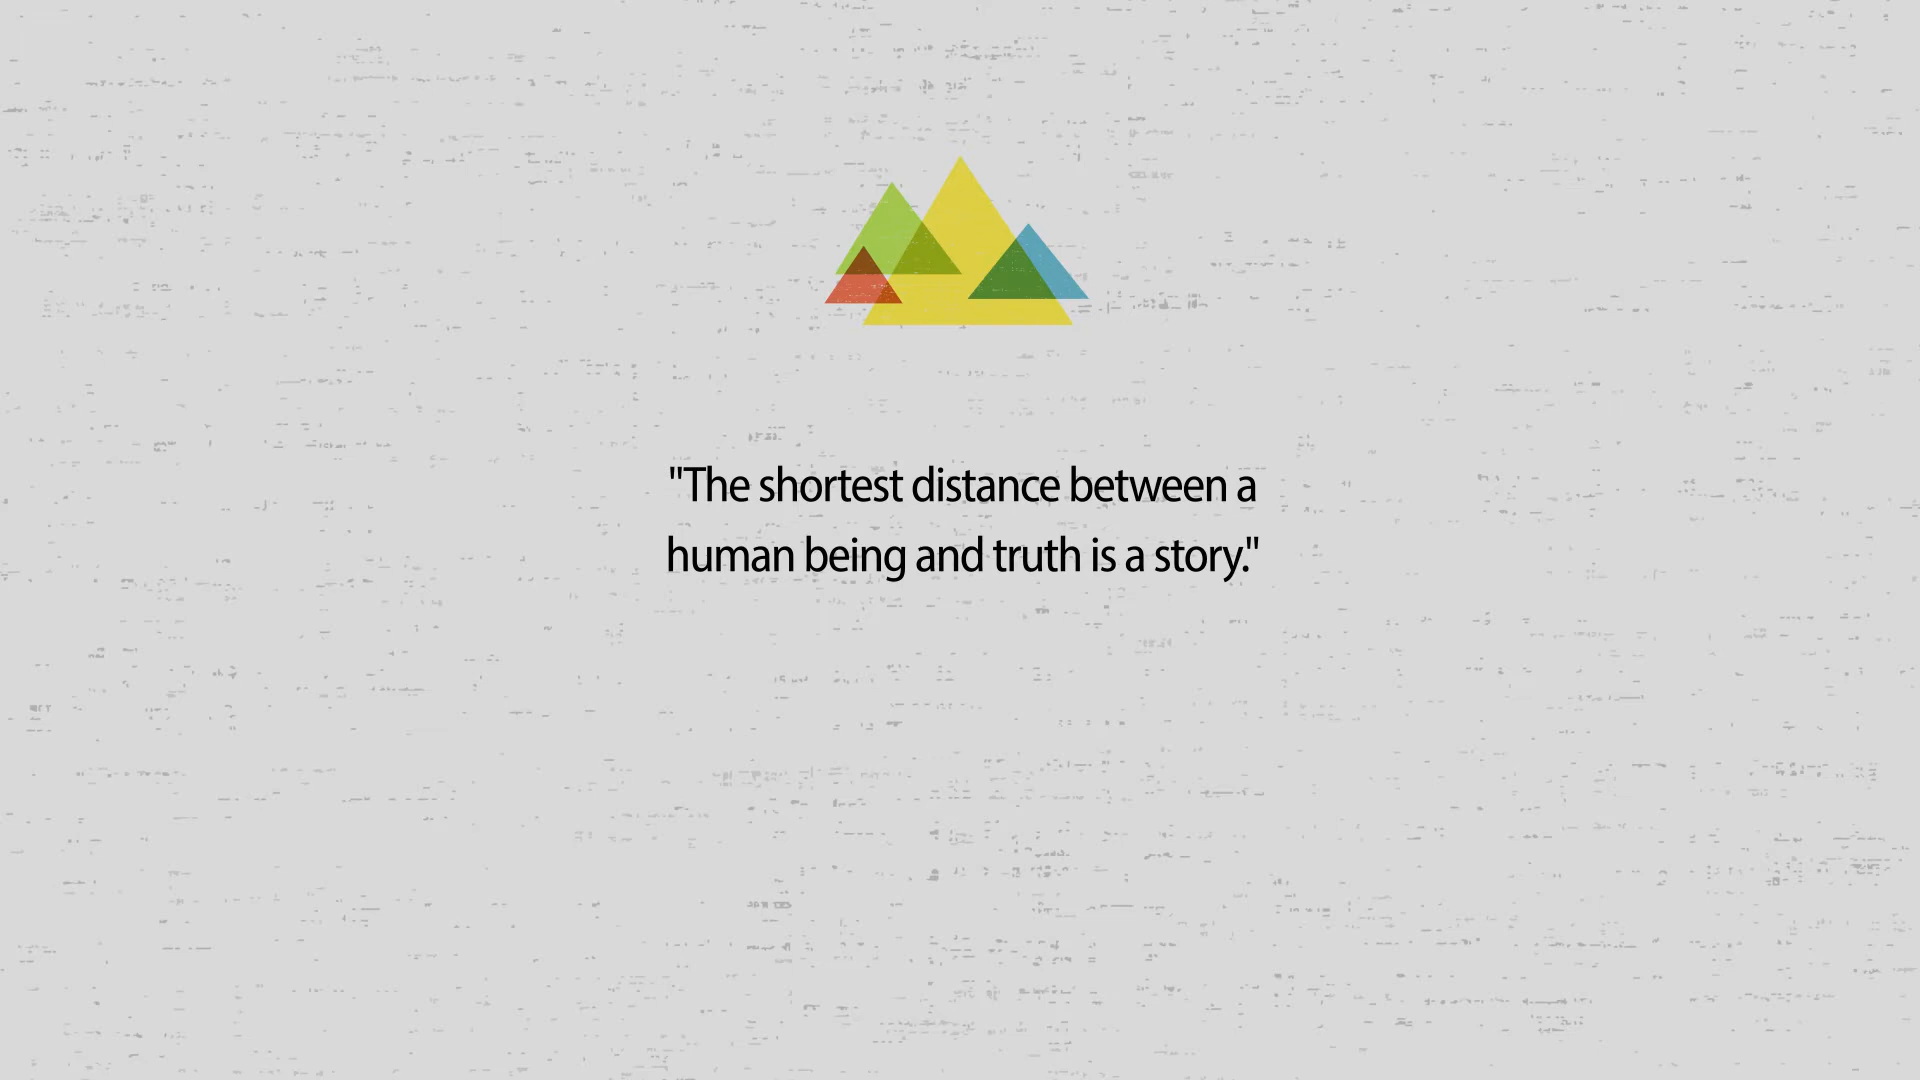 "The shortest distance between a
human being and truth is a story."